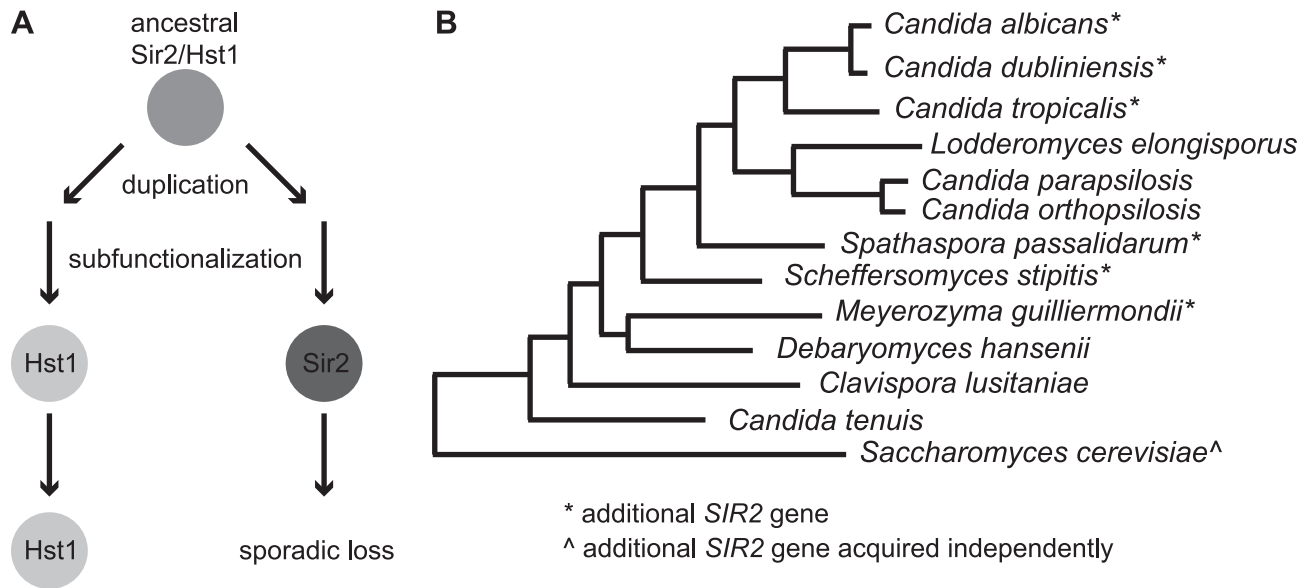 A
ancestral
Sir2/Hst1
duplication
subfunctionalization
Hst1
Sir2
Hst1
sporadic loss
B
Candida albicans*
Candida dubliniensis*
Candida tropicalis*
Lodderomyces elongisporus
Candida parapsilosis
Candida orthopsilosis
Spathaspora passalidarum*
Scheffersomyces stipitis*
Meyerozyma guilliermondii*
Debaryomyces hansenii
Clavispora lusitaniae
Candida tenuis
Saccharomyces cerevisiae^
* additional SIR2 gene
^ additional SIR2 gene acquired independently